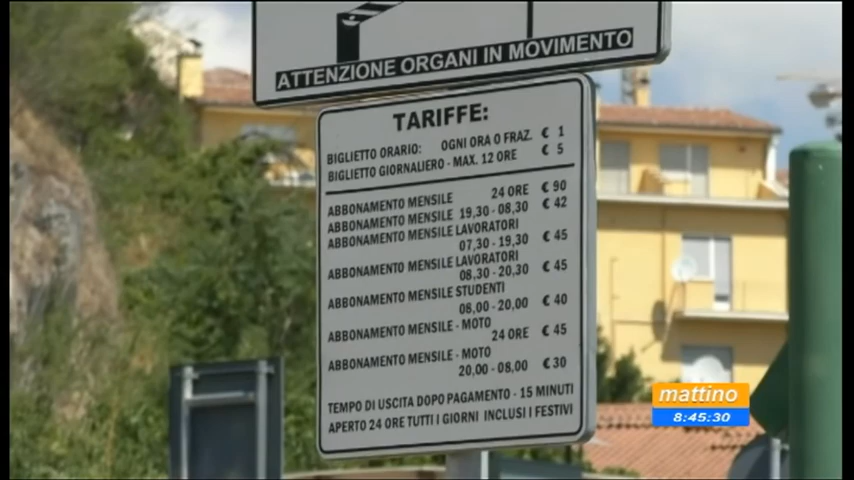 ATTENZIONE ORGANI IN MOVIMENTO
TARIFFE:
BIGLIETTO ORARIO: OGNI ORA O FRAZ. € 1
BIGLIETTO GIORNALIERO - MAX. 12 ORE € 5
ABBONAMENTO MENSILE 24 ORE € 90
ABBONAMENTO MENSILE 19,30 - 08,30 € 42
ABBONAMENTO MENSILE LAVORATORI
07,30 - 19,30 € 45
ABBONAMENTO MENSILE LAVORATORI
08,30 - 20,30 € 45
ABBONAMENTO MENSILE STUDENTI
08,00 - 20,00 € 40
ABBONAMENTO MENSILE - MOTO
24 ORE € 45
ABBONAMENTO MENSILE - MOTO
20,00 - 08,00 € 30
TEMPO DI USCITA DOPO PAGAMENTO - 15 MINUTI
APERTO 24 ORE TUTTI I GIORNI INCLUSI I FESTIVI
mattino
8:45:30